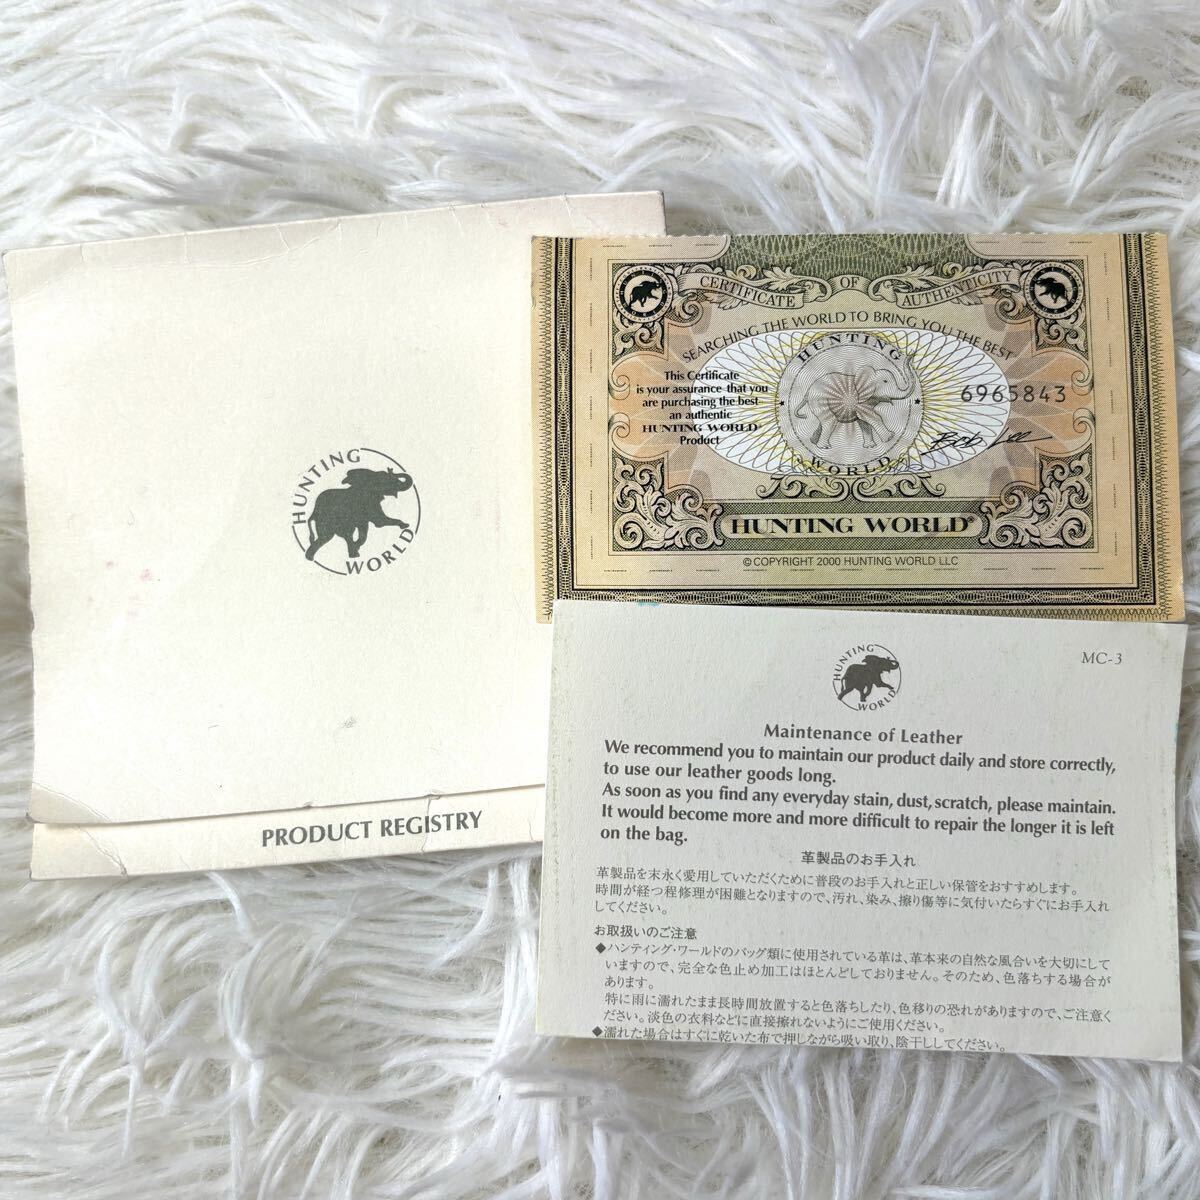 HUNTING
WORLD
PRODUCT REGISTRY
CERTIFICATE OF AUTHENTICITY
SEARCHING THE WORLD TO BRING YOU THE BEST
HUNTING
WORLD
This Certificate
is your assurance that you
are purchasing the best
an authentic
HUNTING WORLD®
Product
6965843
Bob Lee
HUNTING WORLD®
©COPYRIGHT 2000 HUNTING WORLD LLC
HUNTING
WORLD
MC-3
Maintenance of Leather
We recommend you to maintain our product daily and store correctly,
to use our leather goods long.
As soon as you find any everyday stain, dust, scratch, please maintain.
It would become more and more difficult to repair the longer it is left
on the bag.
革製品のお手入れ
革製品を末永く愛用していただくために普段のお手入れと正しい保管をおすすめします。
時間が経つ程修理が困難となりますので、汚れ、染み、擦り傷等に気付いたらすぐにお手入れ
してください。
お取扱いのご注意
◆ハンティング・ワールドのバッグ類に使用されている革は、革本来の自然な風合いを大切にして
いますので、完全な色止め加工はほとんどしておりません。そのため、色落ちする場合が
あります。
特に雨に濡れたまま長時間放置すると色落ちしたり、色移りの恐れがありますので、ご注意く
ださい。淡色の衣料などに直接擦れないようにご使用ください。
◆濡れた場合はすぐに乾いた布で押しながら吸い取り、陰干ししてください。